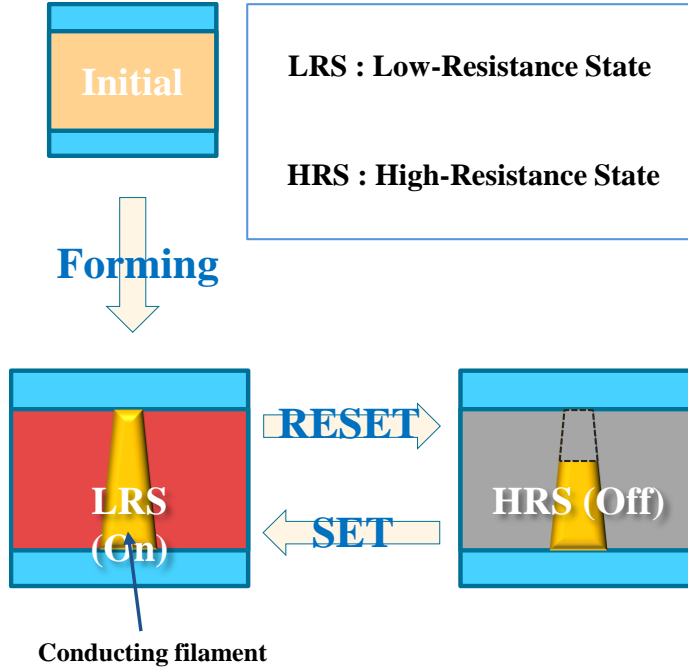 Initial
LRS : Low-Resistance State
HRS : High-Resistance State
Forming
RESET
LRS
(On)
HRS (Off)
SET
Conducting filament